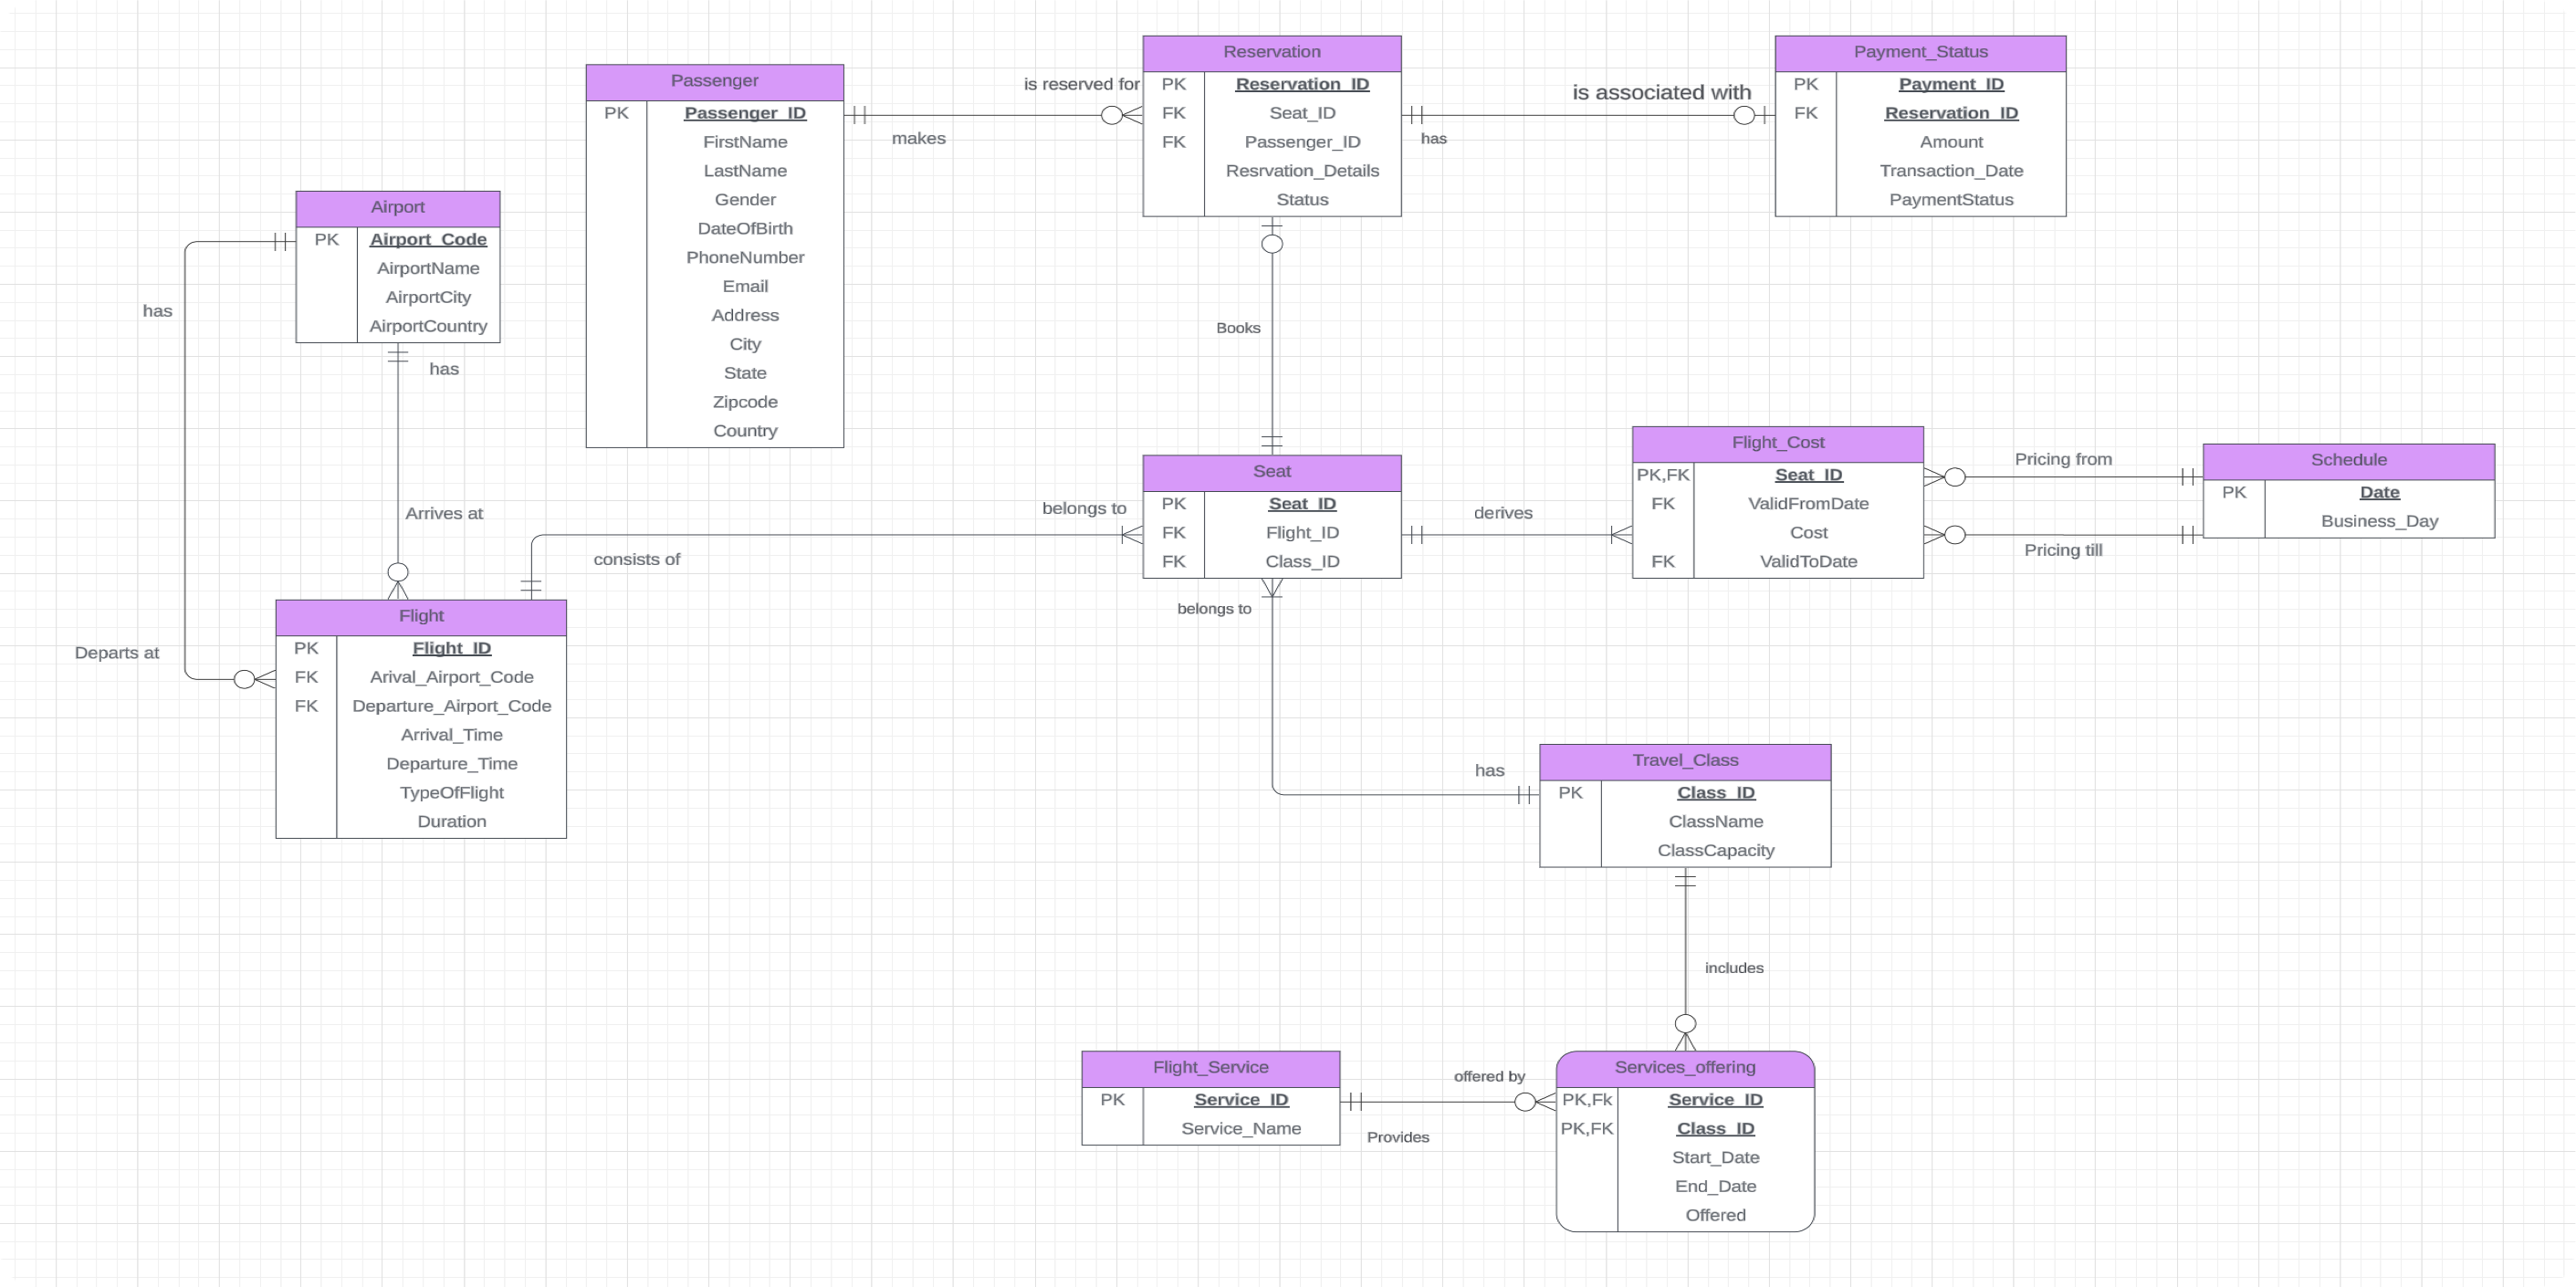 Reservation
PK Reservation_ID
FK Seat_ID
FK Passenger_ID
Resrvation_Details
Status
Payment_Status
PK Payment_ID
FK Reservation_ID
Amount
Transaction_Date
PaymentStatus
Passenger
PK Passenger_ID
FirstName
LastName
Gender
DateOfBirth
PhoneNumber
Email
Address
City
State
Zipcode
Country
is reserved for
makes
is associated with
has
Airport
PK Airport_Code
AirportName
AirportCity
AirportCountry
has
has
Books
Arrives at
Departs at
belongs to
consists of
Seat
PK Seat_ID
FK Flight_ID
FK Class_ID
derives
Flight_Cost
PK,FK Seat_ID
FK ValidFromDate
Cost
FK ValidToDate
Pricing from
Pricing till
Schedule
PK Date
Business_Day
Flight
PK Flight_ID
FK Arival_Airport_Code
FK Departure_Airport_Code
Arrival_Time
Departure_Time
TypeOfFlight
Duration
belongs to
has
Travel_Class
PK Class_ID
ClassName
ClassCapacity
includes
Flight_Service
PK Service_ID
Service_Name
offered by
Provides
Services_offering
PK,Fk Service_ID
PK,FK Class_ID
Start_Date
End_Date
Offered